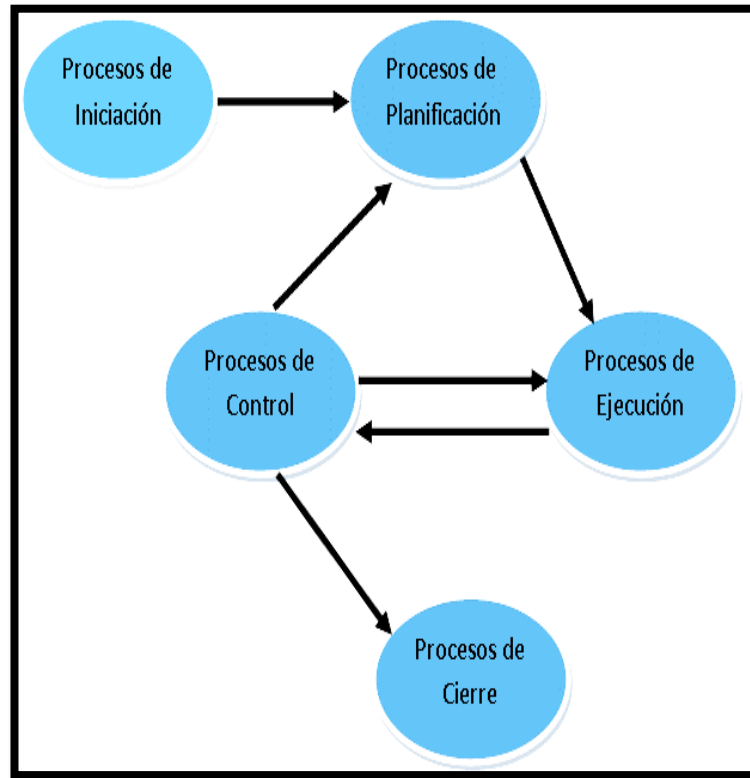 Procesos de
Iniciación
Procesos de
Planificación
Procesos de
Control
Procesos de
Ejecución
Procesos de
Cierre